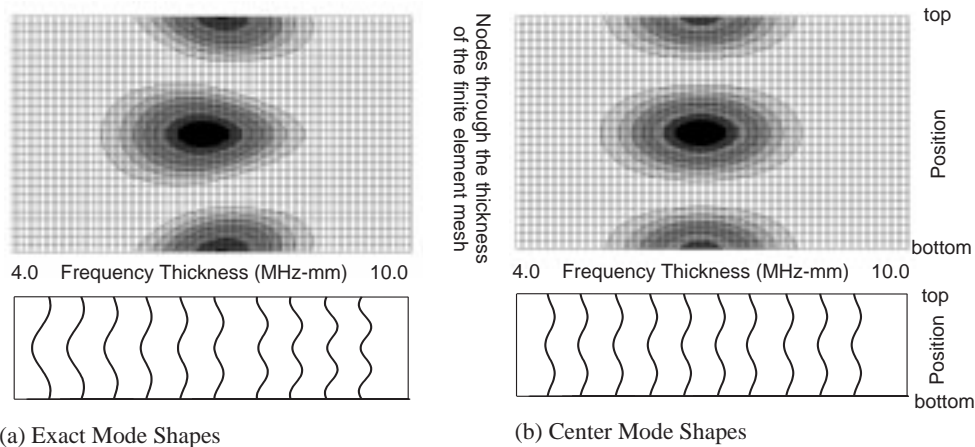 top
Nodes through the thickness
of the finite element mesh
Position
bottom
4.0 Frequency Thickness (MHz-mm) 10.0
4.0 Frequency Thickness (MHz-mm) 10.0
top
Position
bottom
(a) Exact Mode Shapes
(b) Center Mode Shapes